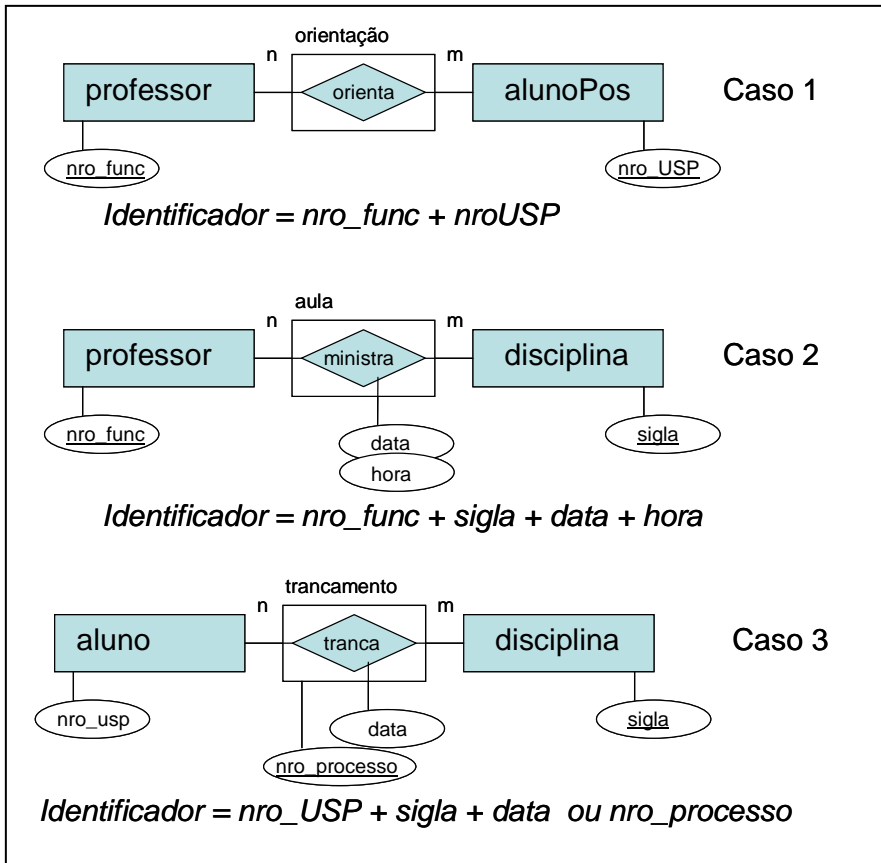 orientação
n
m
professor
orienta
alunoPos
Caso 1
nro_func
nro_USP
Identificador = nro_func + nroUSP
aula
n
m
professor
ministra
disciplina
Caso 2
nro_func
data
hora
sigla
Identificador = nro_func + sigla + data + hora
trancamento
n
m
aluno
tranca
disciplina
Caso 3
nro_usp
data
sigla
nro_processo
Identificador = nro_USP + sigla + data ou nro_processo